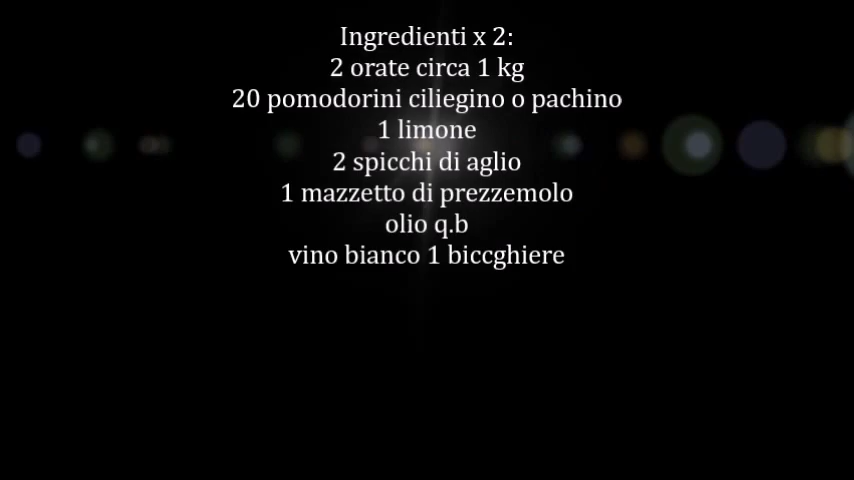 Ingredienti x 2:
2 orate circa 1 kg
20 pomodorini ciliegino o pachino
1 limone
2 spicchi di aglio
1 mazzetto di prezzemolo
olio q.b
vino bianco 1 biccghiere